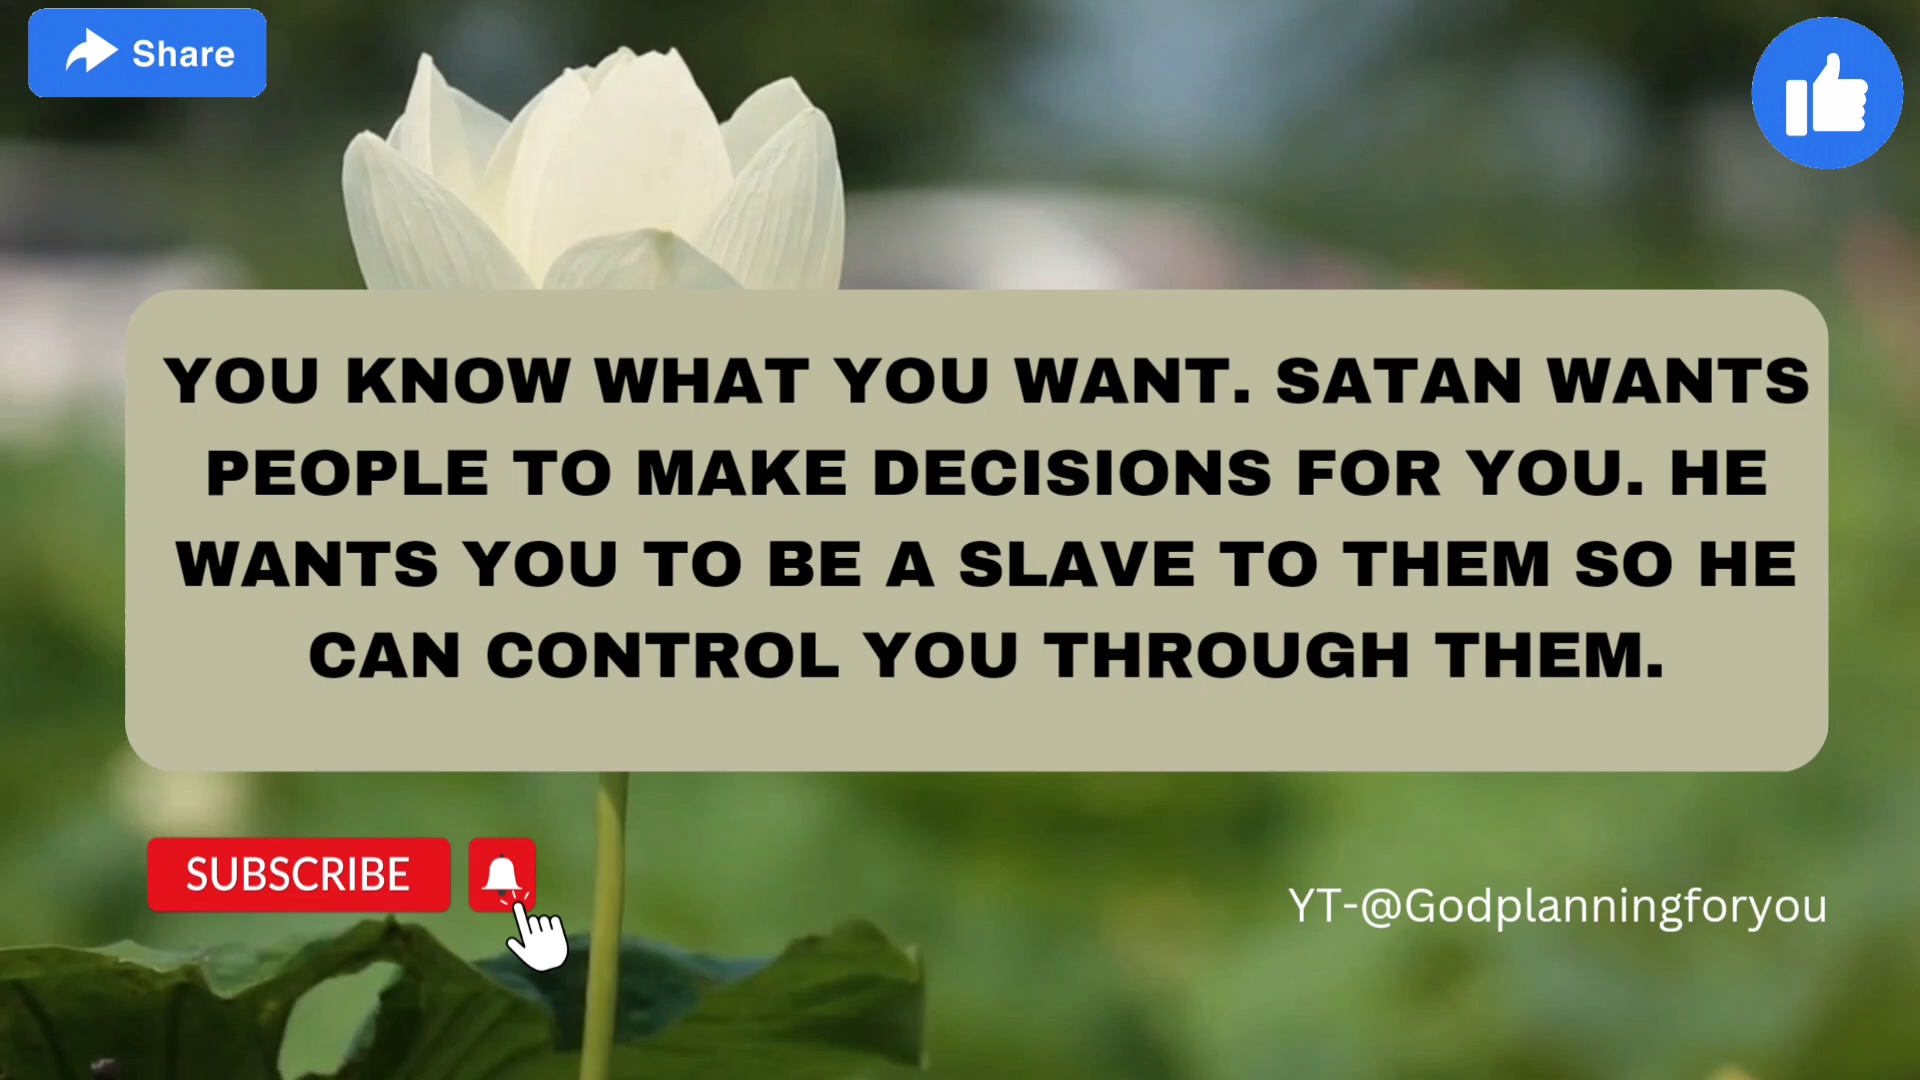 Share
YOU KNOW WHAT YOU WANT. SATAN WANTS
PEOPLE TO MAKE DECISIONS FOR YOU. HE
WANTS YOU TO BE A SLAVE TO THEM SO HE
CAN CONTROL YOU THROUGH THEM.
SUBSCRIBE
YT-@Godplanningforyou